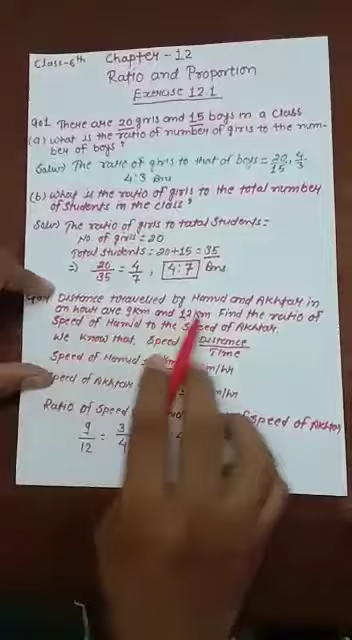 Class-6th Chapter-12
Ratio and Proportion
Exercise 12.1
Q01 There are 20 girls and 15 boys in a class
(a) what is the ratio of number of girls to the num-
ber of boys?
Solun) The ratio of girls to that of boys = 20/15, 4/3
4:3 Ans
(b) what is the ratio of girls to the total number
of students in the class?
Solun) The ratio of girls to total students =
No. of girls = 20
Total students = 20+15 = 35
⇒ 20/35 = 4/7, 4:7 Ans
Distance travelled by Hamid and Akhtar in
an hour are 9km and 12km Find the ratio of
Speed of Hamid to the Speed of Akhtar.
We know that, Speed = Distance/Time
Speed of Hamid = m/hr
Speed of Akhtar m/hr
Ratio of Speed of Speed of Akhtar
9/12 = 3/4